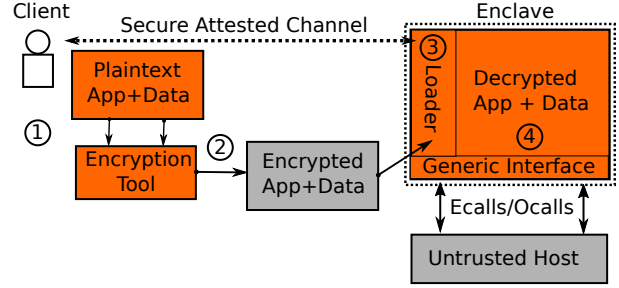 Client
Secure Attested Channel
Enclave
Plaintext
App+Data
1
Encryption
Tool
2
Encrypted
App+Data
3
Loader
Decrypted
App + Data
4
Generic Interface
Ecalls/Ocalls
Untrusted Host